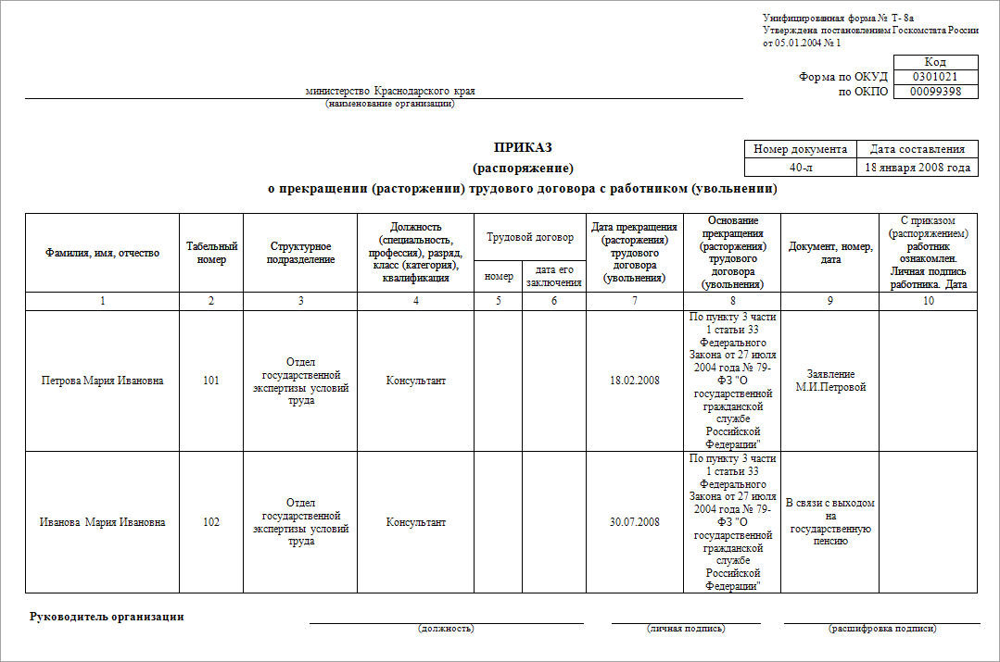 Унифицированная форма № Т- 8а
Утверждена постановлением Госкомстата России
от 05.01.2004 № 1
Код
Форма по ОКУД 0301021
по ОКПО 00099398
министерство Краснодарского края
(наименование организации)
ПРИКАЗ
(распоряжение)
о прекращении (расторжении) трудового договора с работником (увольнении)
Номер документа Дата составления
40-л 18 января 2008 года
Фамилия, имя, отчество
Табельный
номер
Структурное
подразделение
Должность
(специальность,
профессия), разряд,
класс (категория),
квалификация
Трудовой договор
номер
дата его
заключения
Дата прекращения
(расторжения)
трудового
договора
(увольнения)
Основание
прекращения
(расторжения)
трудового
договора
(увольнения)
Документ, номер,
дата
С приказом
(распоряжением)
работник
ознакомлен.
Личная подпись
работника. Дата
1 2 3 4 5 6 7 8 9 10
Петрова Мария Ивановна
101
Отдел
государственной
экспертизы условий
труда
Консультант
18.02.2008
По пункту 3 части
1 статьи 33
Федерального
Закона от 27 июля
2004 года № 79-
ФЗ "О
государственной
гражданской
службе
Российской
Федерации"
Заявление
М.И.Петровой
Иванова Мария Ивановна
102
Отдел
государственной
экспертизы условий
труда
Консультант
30.07.2008
По пункту 3 части
1 статьи 33
Федерального
Закона от 27 июля
2004 года № 79-
ФЗ "О
государственной
гражданской
службе
Российской
Федерации"
В связи с выходом
на
государственную
пенсию
Руководитель организации
(должность) (личная подпись) (расшифровка подписи)